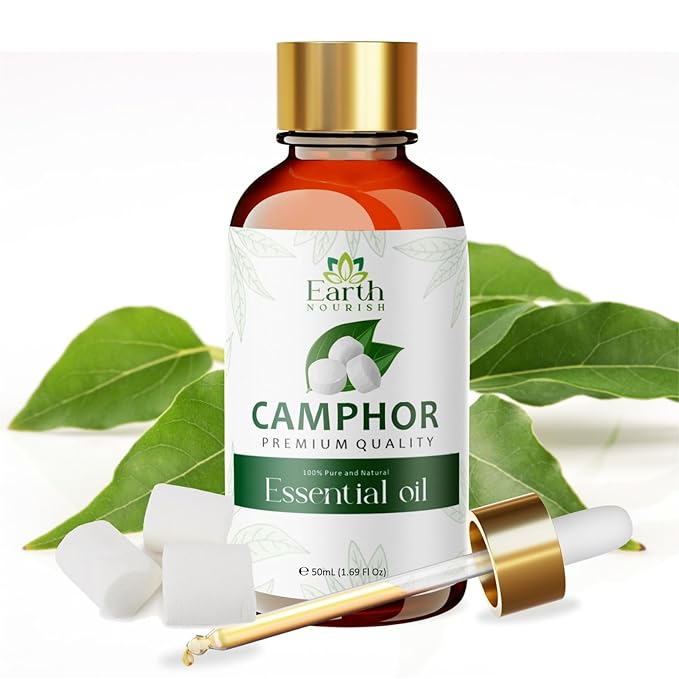 Earth
NOURISH
CAMPHOR
PREMIUM QUALITY
100% Pure and Natural
Essential oil
℮ 50mL (1.69 Fl Oz)